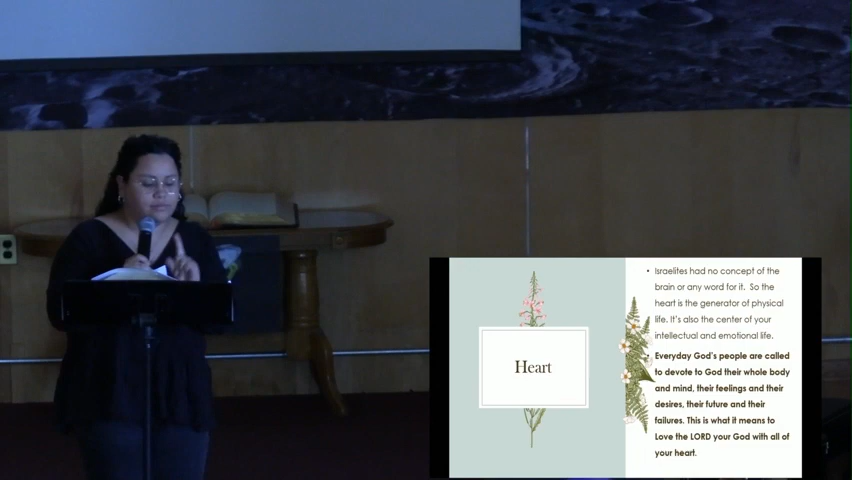 Heart
• Israelites had no concept of the
brain or any word for it. So the
heart is the generator of physical
life. It's also the center of your
intellectual and emotional life.
• Everyday God's people are called
to devote to God their whole body
and mind, their feelings and their
desires, their future and their
failures. This is what it means to
Love the LORD your God with all of
your heart.